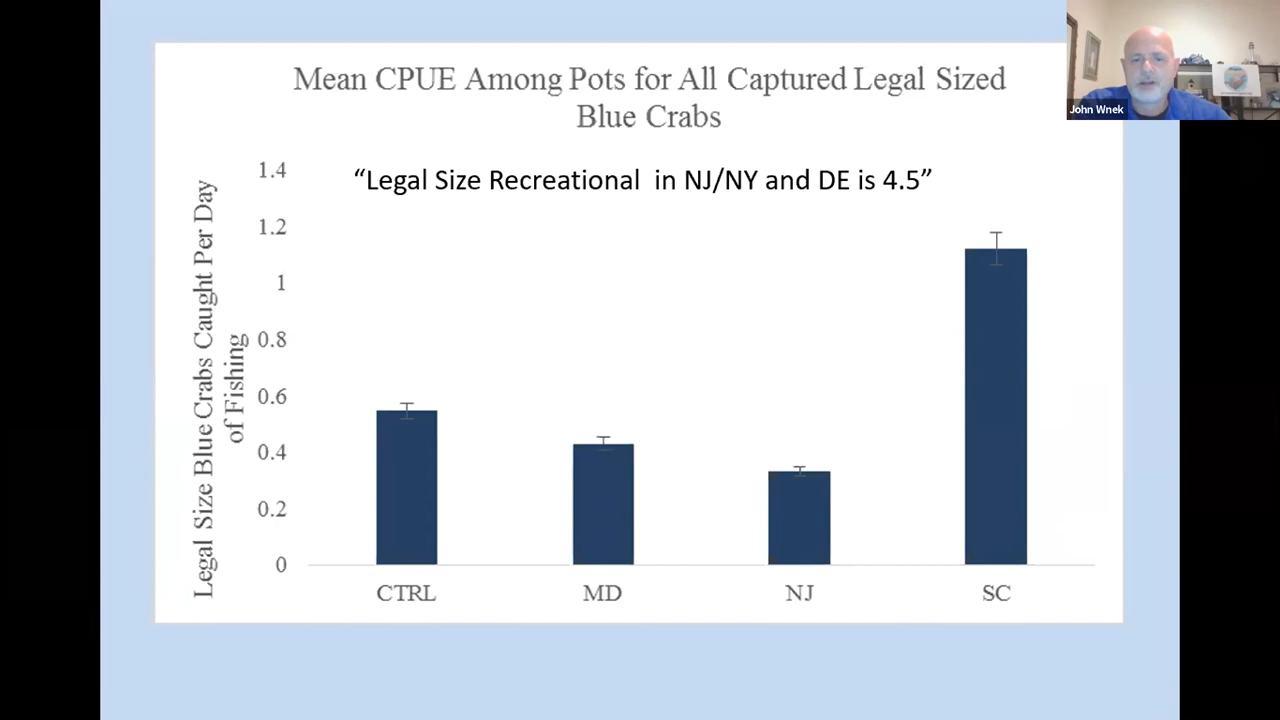 John Wnek
Mean CPUE Among Pots for All Captured Legal Sized
Blue Crabs
“Legal Size Recreational in NJ/NY and DE is 4.5”
Legal Size Blue Crabs Caught Per Day
of Fishing
1.4
1.2
1
0.8
0.6
0.4
0.2
0
CTRL MD NJ SC